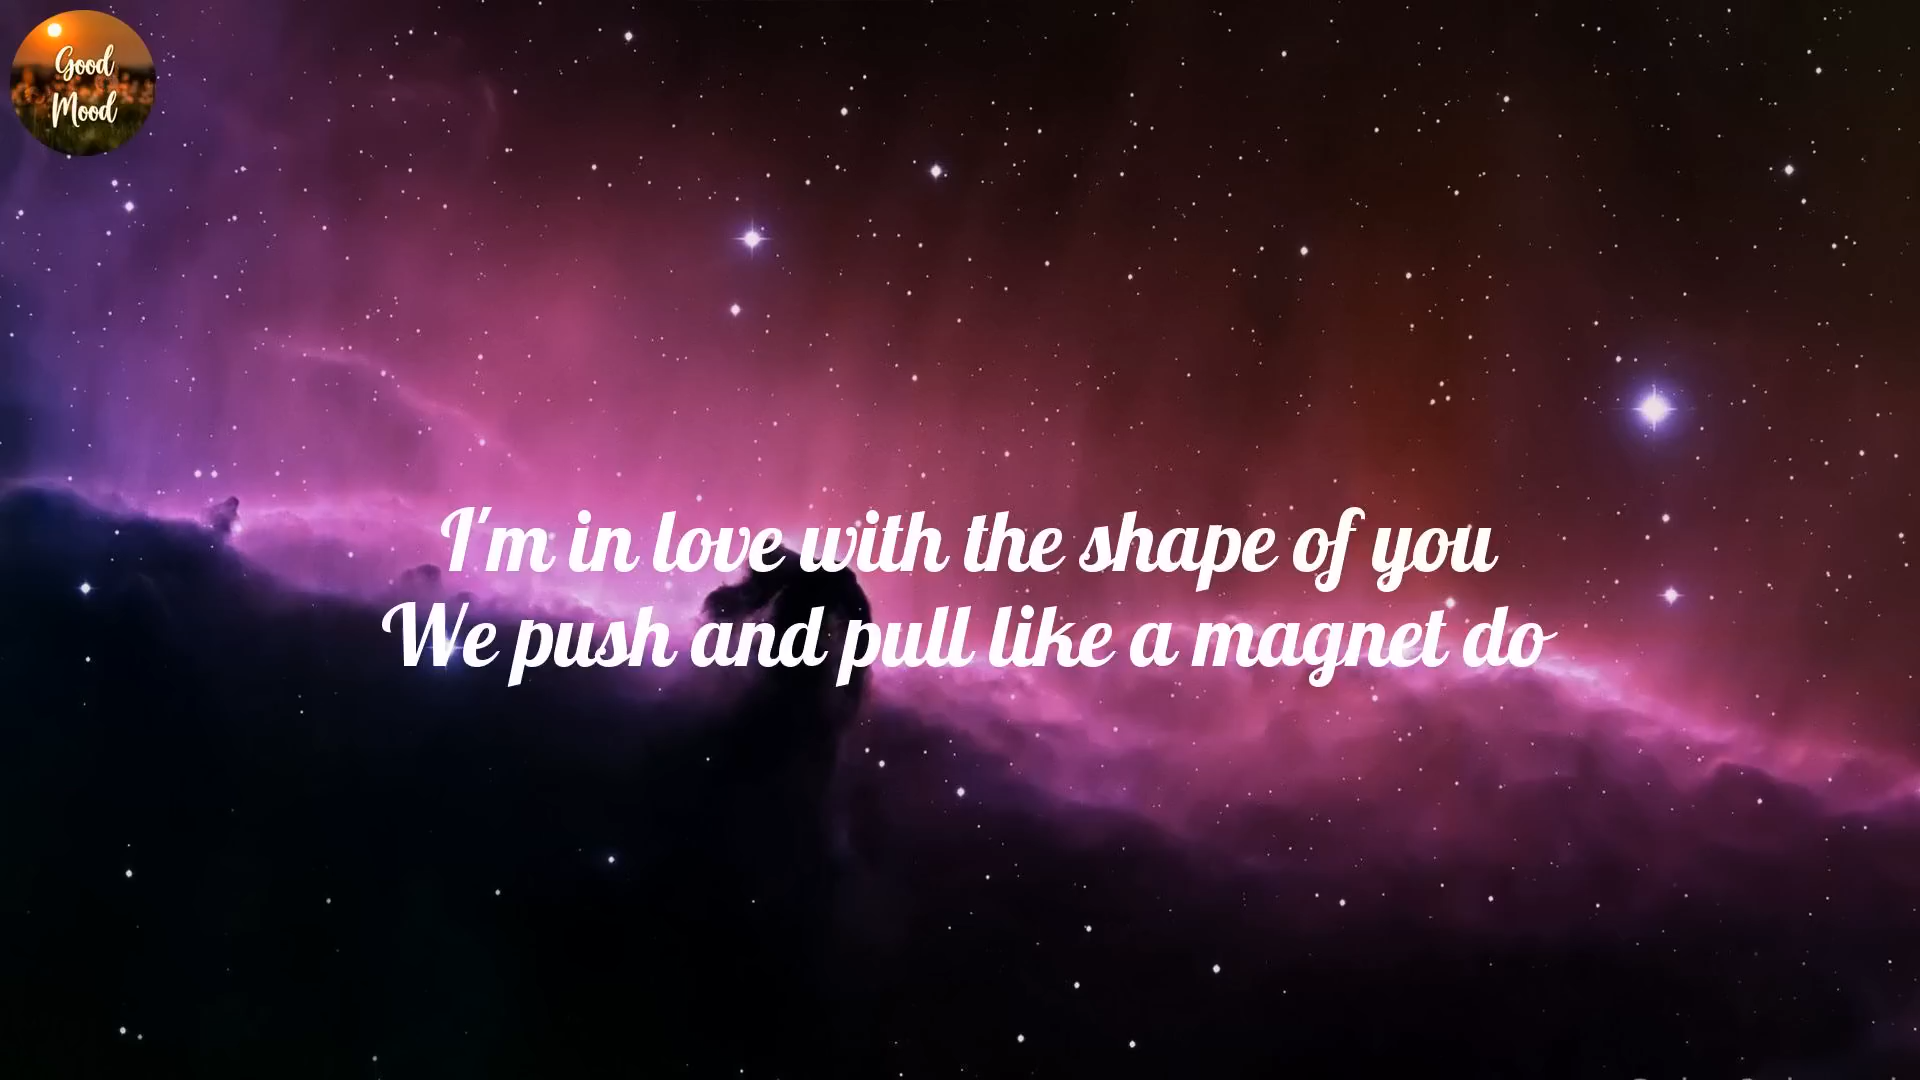 Good
Mood
I'm in love with the shape of you
We push and pull like a magnet do